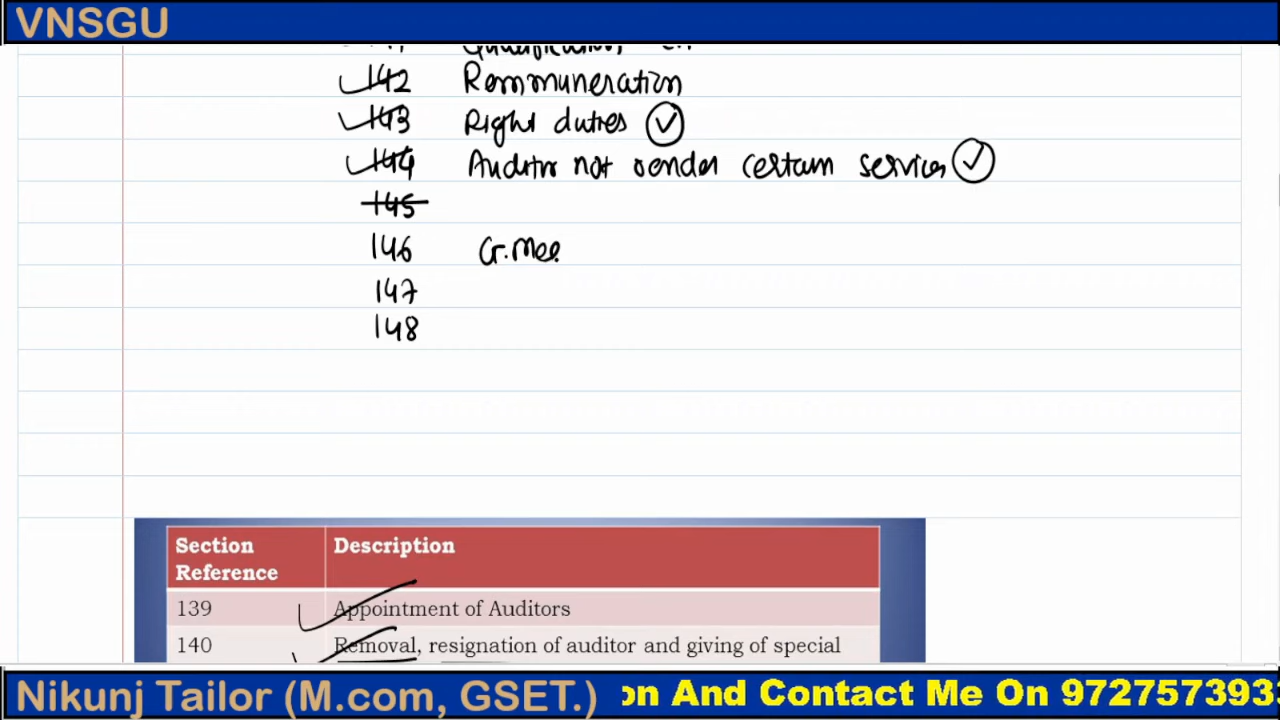 VNSGU
142 Remmuneration
143 Right duties
144 Auditor not render certain services
145
146 G.Mee
147
148
Section Reference Description
139 Appointment of Auditors
140 Removal, resignation of auditor and giving of special
Nikunj Tailor (M.com, GSET.) on And Contact Me On 972757393